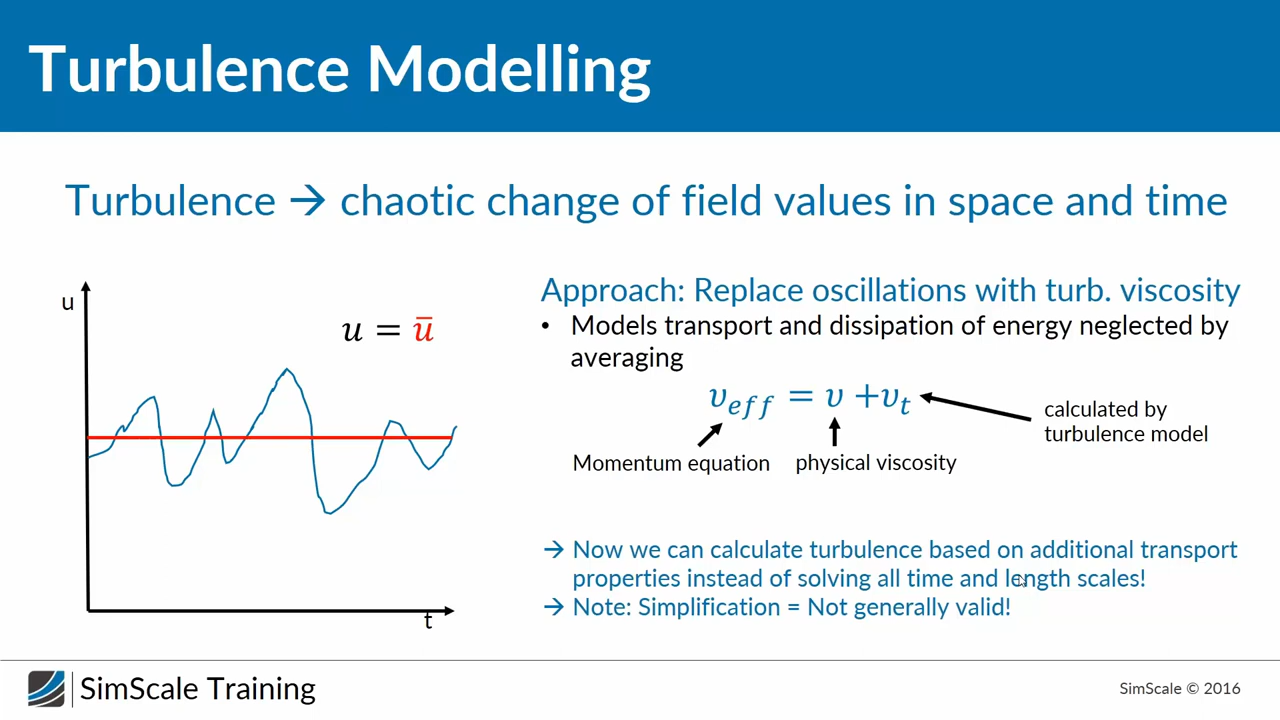 Turbulence Modelling
Turbulence → chaotic change of field values in space and time
u
u = ū
t
Approach: Replace oscillations with turb. viscosity
• Models transport and dissipation of energy neglected by
averaging
υ_eff = υ +υ_t
calculated by
turbulence model
Momentum equation
physical viscosity
→ Now we can calculate turbulence based on additional transport
properties instead of solving all time and length scales!
→ Note: Simplification = Not generally valid!
SimScale Training
SimScale © 2016